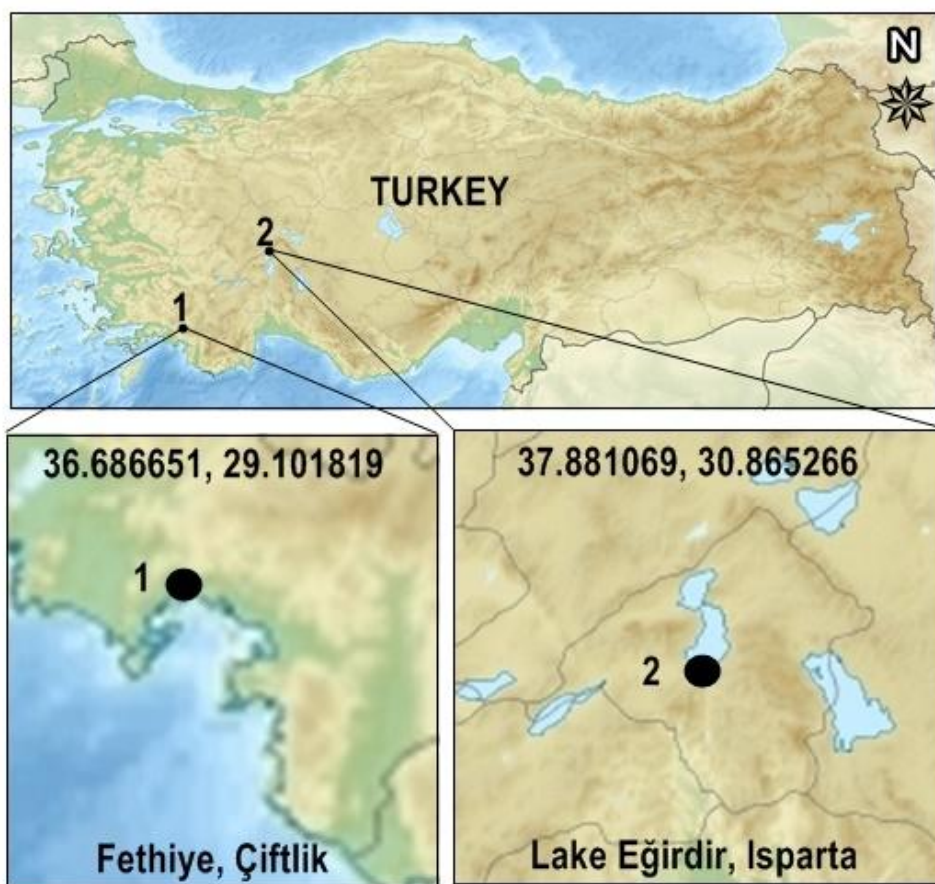 N
TURKEY
2
1
36.686651, 29.101819
1
Fethiye, Çiftlik
37.881069, 30.865266
2
Lake Eğirdir, Isparta